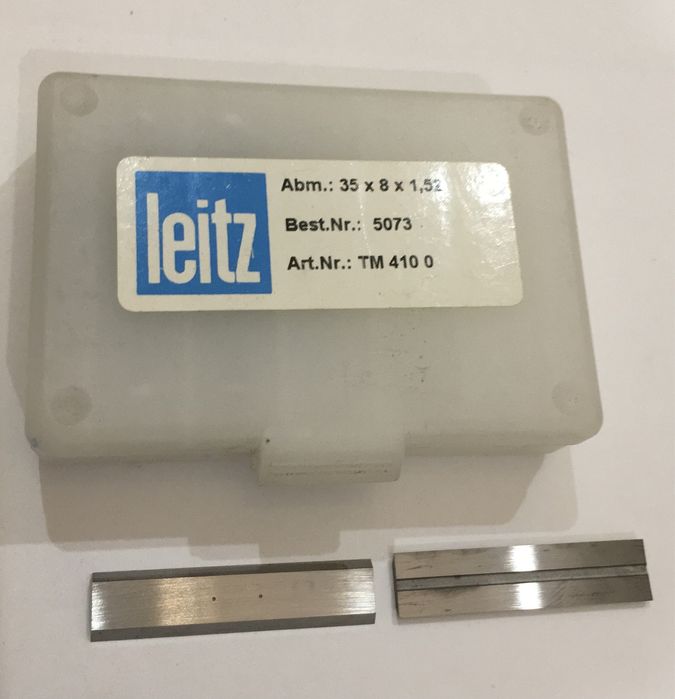 leitz
Abm.: 35 x 8 x 1,52
Best.Nr.: 5073
Art.Nr.: TM 410 0